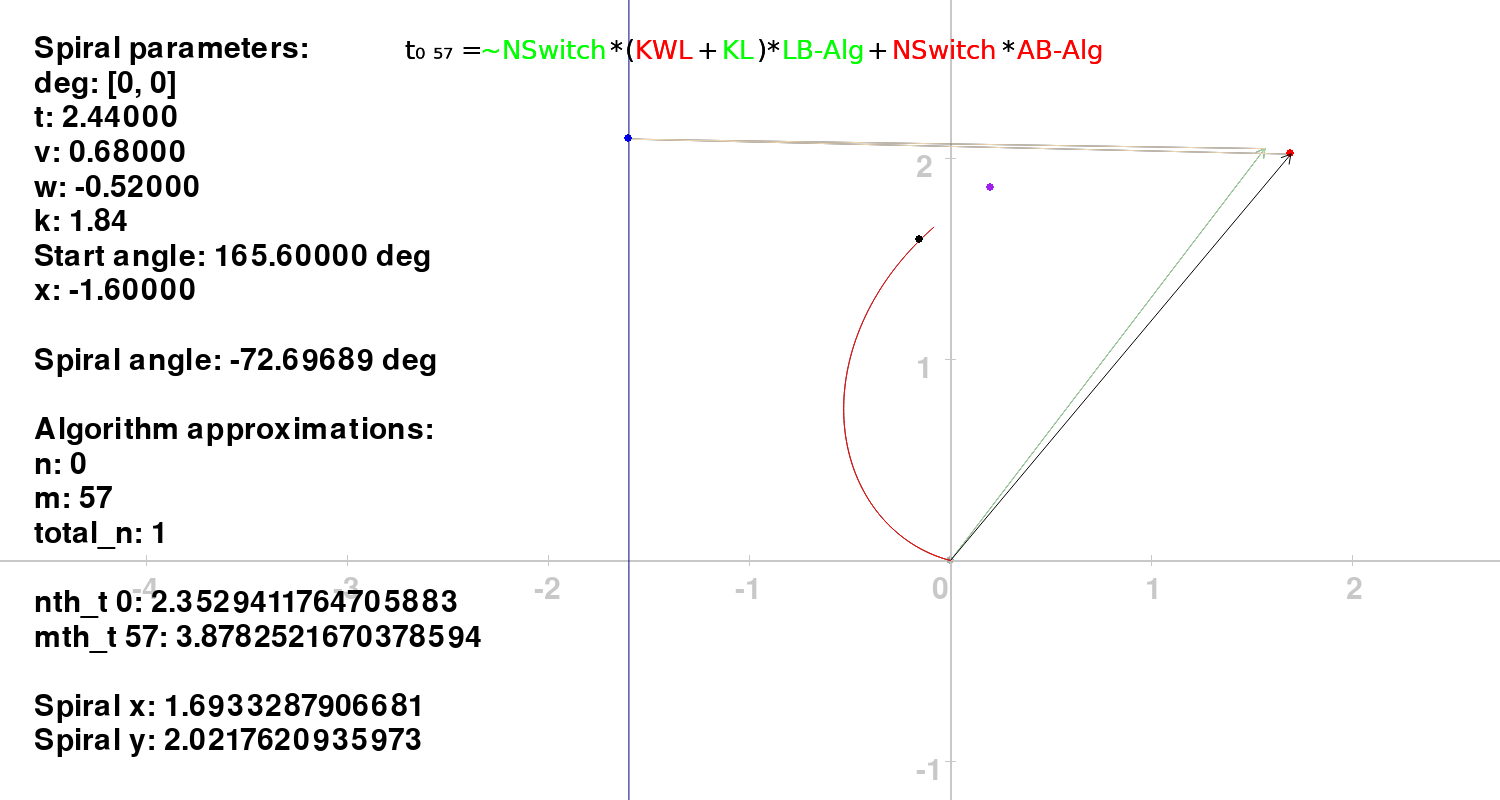 Spiral parameters:
t₀ ₅₇ =~NSwitch*(KWL+KL)*LB-Alg+NSwitch*AB-Alg
deg: [0, 0]
t: 2.44000
v: 0.68000
w: -0.52000
k: 1.84
Start angle: 165.60000 deg
x: -1.60000
Spiral angle: -72.69689 deg
Algorithm approximations:
n: 0
m: 57
total_n: 1
nth_t 0: 2.3529411764705883
mth_t 57: 3.8782521670378594
Spiral x: 1.6933287906681
Spiral y: 2.0217620935973
2
1
-4 -3 -2 -1 0 1 2
-1